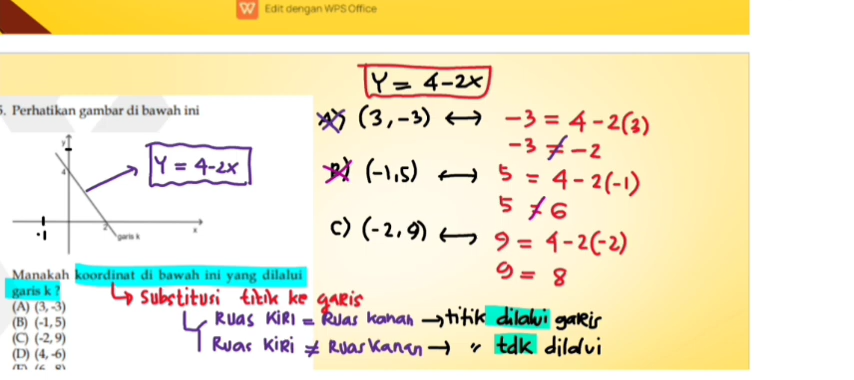 Edit dengan WPS Office
Y = 4-2x
5. Perhatikan gambar di bawah ini
y
4
Y = 4-2x
-1
2
x
garis k
A) (3,-3) ↔ -3 = 4-2(3)
-3 ≠ -2
B) (-1,5) ↔ 5 = 4-2(-1)
5 ≠ 6
C) (-2,9) ↔ 9 = 4-2(-2)
9 = 8
Manakah koordinat di bawah ini yang dilalui
garis k ?
↳ Substitusi titik ke garis
(A) (3, -3)
(B) (-1, 5)
(C) (-2, 9)
(D) (4, -6)
Ruas Kiri = Ruas kanan → titik dilalui garis
Ruas Kiri ≠ Ruas Kanan → " tdk dilalui